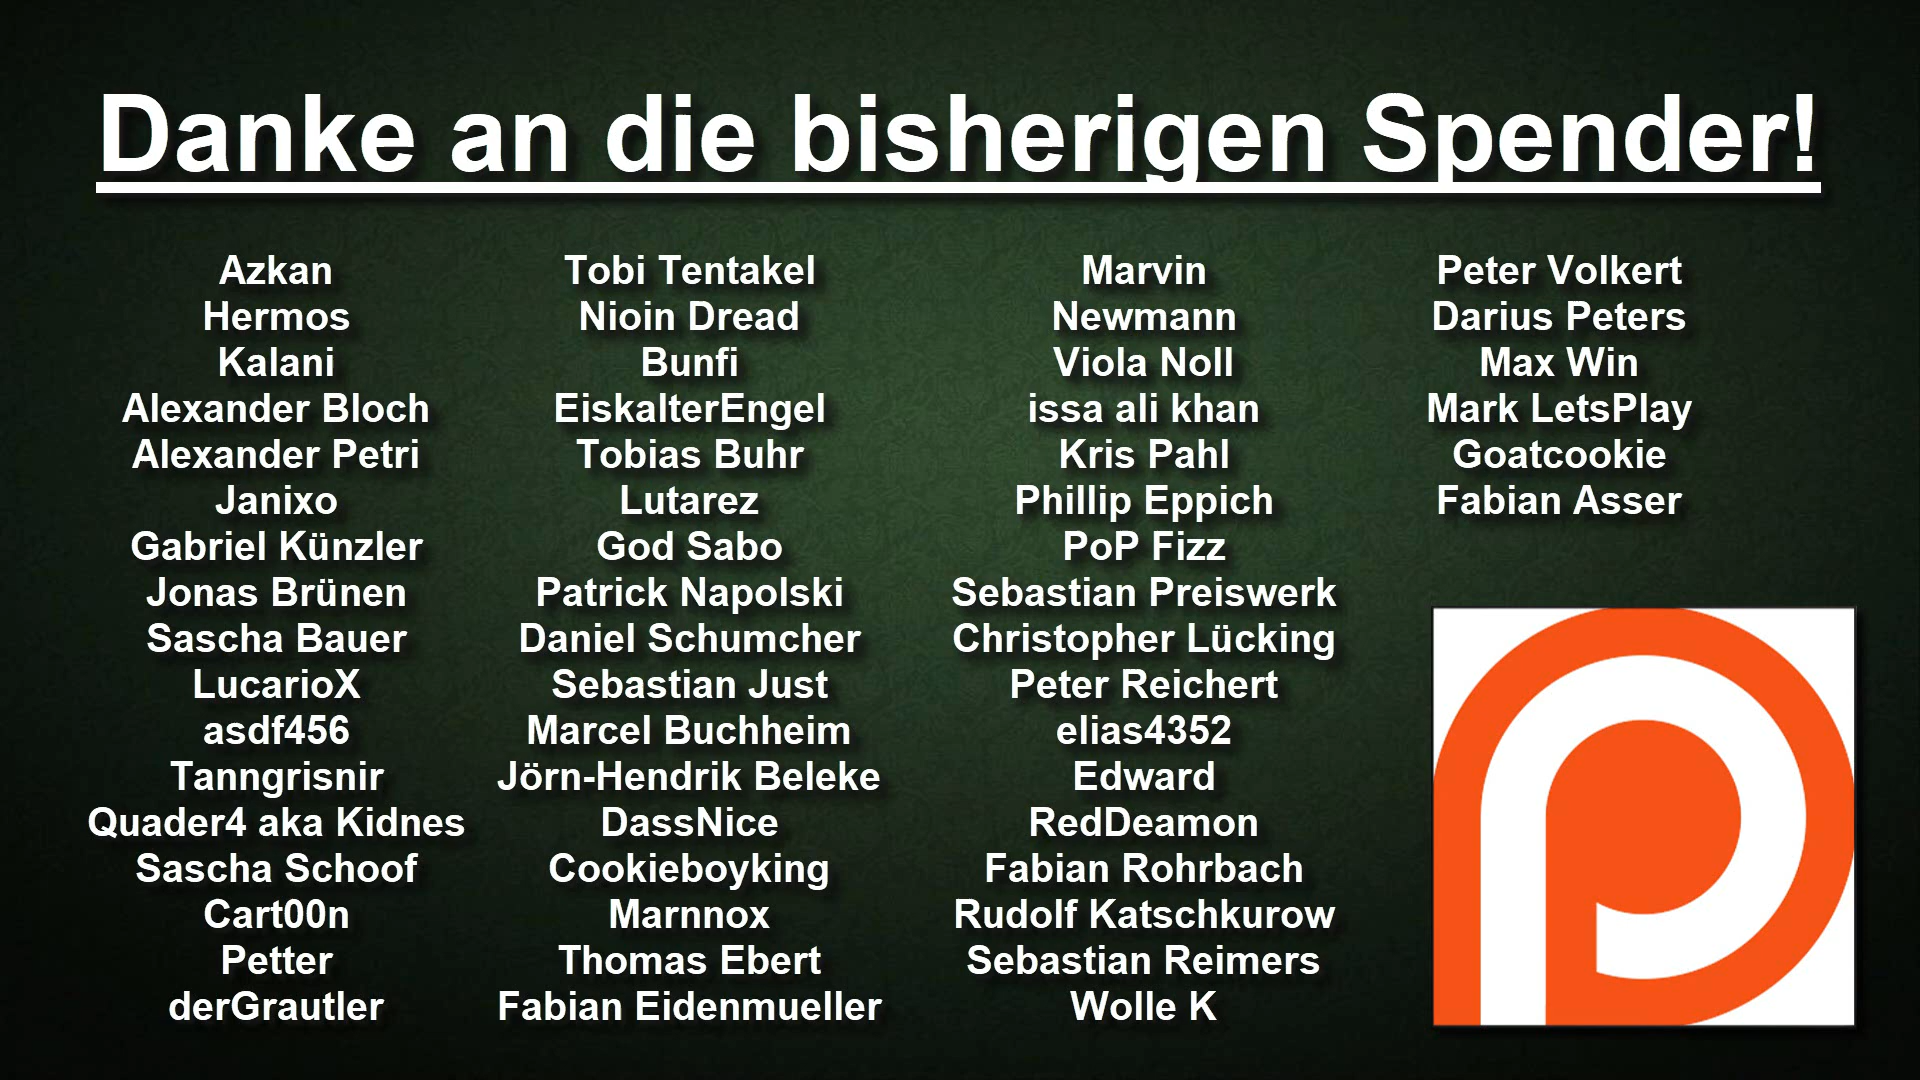 Danke an die bisherigen Spender!
Azkan
Hermos
Kalani
Alexander Bloch
Alexander Petri
Janixo
Gabriel Künzler
Jonas Brünen
Sascha Bauer
LucarioX
asdf456
Tanngrisnir
Quader4 aka Kidnes
Sascha Schoof
Cart00n
Petter
derGrautler
Tobi Tentakel
Nioin Dread
Bunfi
EiskalterEngel
Tobias Buhr
Lutarez
God Sabo
Patrick Napolski
Daniel Schumcher
Sebastian Just
Marcel Buchheim
Jörn-Hendrik Beleke
DassNice
Cookieboyking
Marnnox
Thomas Ebert
Fabian Eidenmueller
Marvin
Newmann
Viola Noll
issa ali khan
Kris Pahl
Phillip Eppich
PoP Fizz
Sebastian Preiswerk
Christopher Lücking
Peter Reichert
elias4352
Edward
RedDeamon
Fabian Rohrbach
Rudolf Katschkurow
Sebastian Reimers
Wolle K
Peter Volkert
Darius Peters
Max Win
Mark LetsPlay
Goatcookie
Fabian Asser